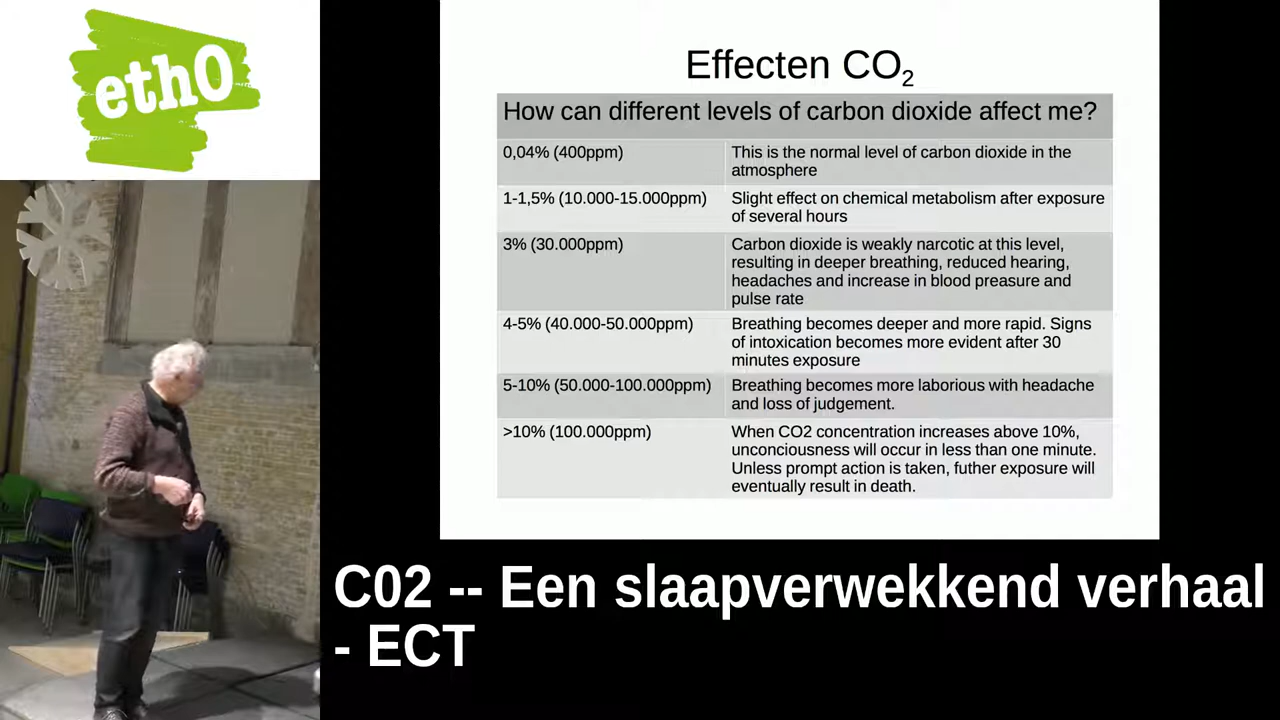 eth0
Effecten CO2
How can different levels of carbon dioxide affect me?
0,04% (400ppm)
This is the normal level of carbon dioxide in the
atmosphere
1-1,5% (10.000-15.000ppm)
Slight effect on chemical metabolism after exposure
of several hours
3% (30.000ppm)
Carbon dioxide is weakly narcotic at this level,
resulting in deeper breathing, reduced hearing,
headaches and increase in blood preasure and
pulse rate
4-5% (40.000-50.000ppm)
Breathing becomes deeper and more rapid. Signs
of intoxication becomes more evident after 30
minutes exposure
5-10% (50.000-100.000ppm)
Breathing becomes more laborious with headache
and loss of judgement.
>10% (100.000ppm)
When CO2 concentration increases above 10%,
unconciousness will occur in less than one minute.
Unless prompt action is taken, futher exposure will
eventually result in death.
C02 -- Een slaapverwekkend verhaal
- ECT